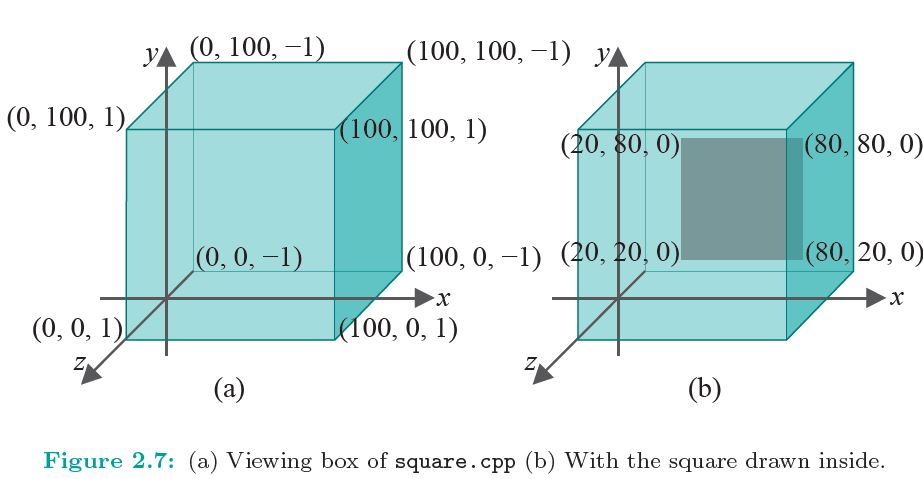 y
(0, 100, −1)
(100, 100, −1)
(0, 100, 1)
(100, 100, 1)
(0, 0, −1)
(100, 0, −1)
x
(0, 0, 1)
(100, 0, 1)
z
(a)
y
(20, 80, 0)
(80, 80, 0)
(20, 20, 0)
(80, 20, 0)
x
z
(b)
Figure 2.7: (a) Viewing box of square.cpp (b) With the square drawn inside.